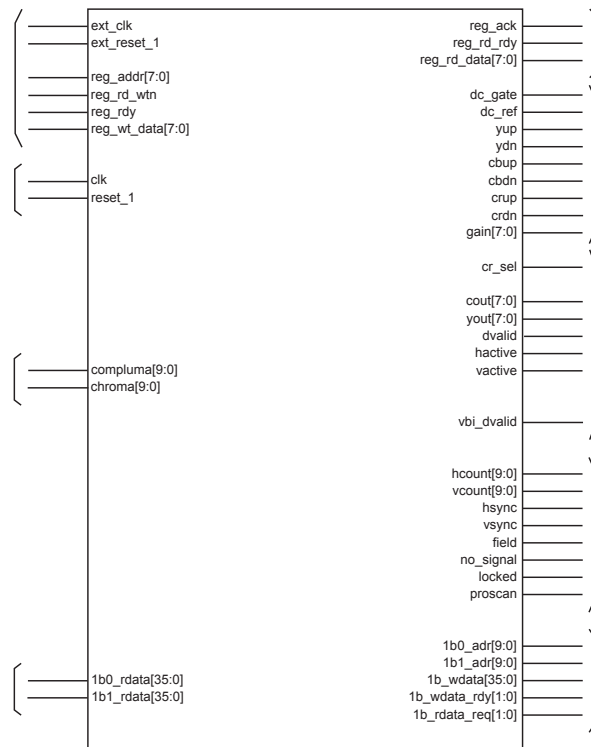 ext_clk
ext_reset_1
reg_addr[7:0]
reg_rd_wtn
reg_rdy
reg_wt_data[7:0]
clk
reset_1
compluma[9:0]
chroma[9:0]
1b0_rdata[35:0]
1b1_rdata[35:0]
reg_ack
reg_rd_rdy
reg_rd_data[7:0]
dc_gate
dc_ref
yup
ydn
cbup
cbdn
crup
crdn
gain[7:0]
cr_sel
cout[7:0]
yout[7:0]
dvalid
hactive
vactive
vbi_dvalid
hcount[9:0]
vcount[9:0]
hsync
vsync
field
no_signal
locked
proscan
1b0_adr[9:0]
1b1_adr[9:0]
1b_wdata[35:0]
1b_wdata_rdy[1:0]
1b_rdata_req[1:0]